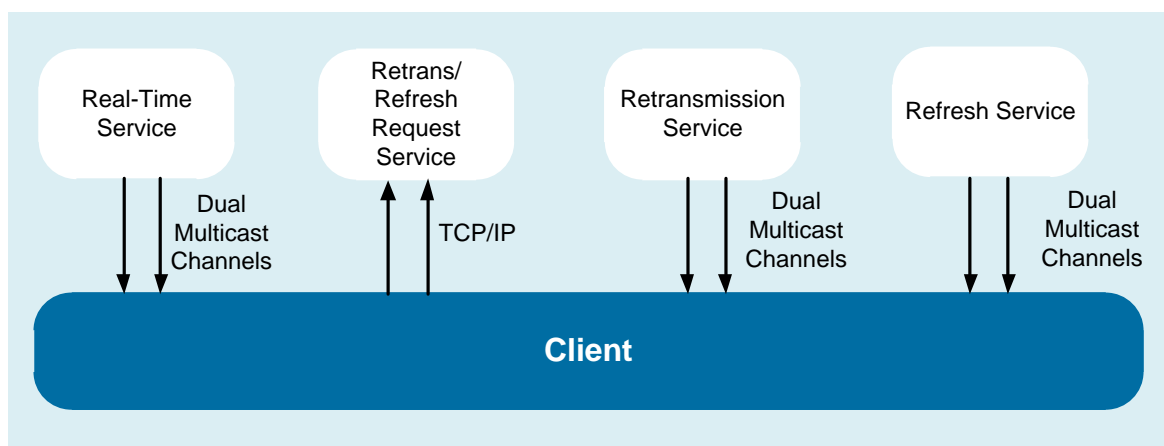 Real-Time
Service
Retrans/
Refresh
Request
Service
Retransmission
Service
Refresh Service
Dual
Multicast
Channels
TCP/IP
Dual
Multicast
Channels
Dual
Multicast
Channels
Client